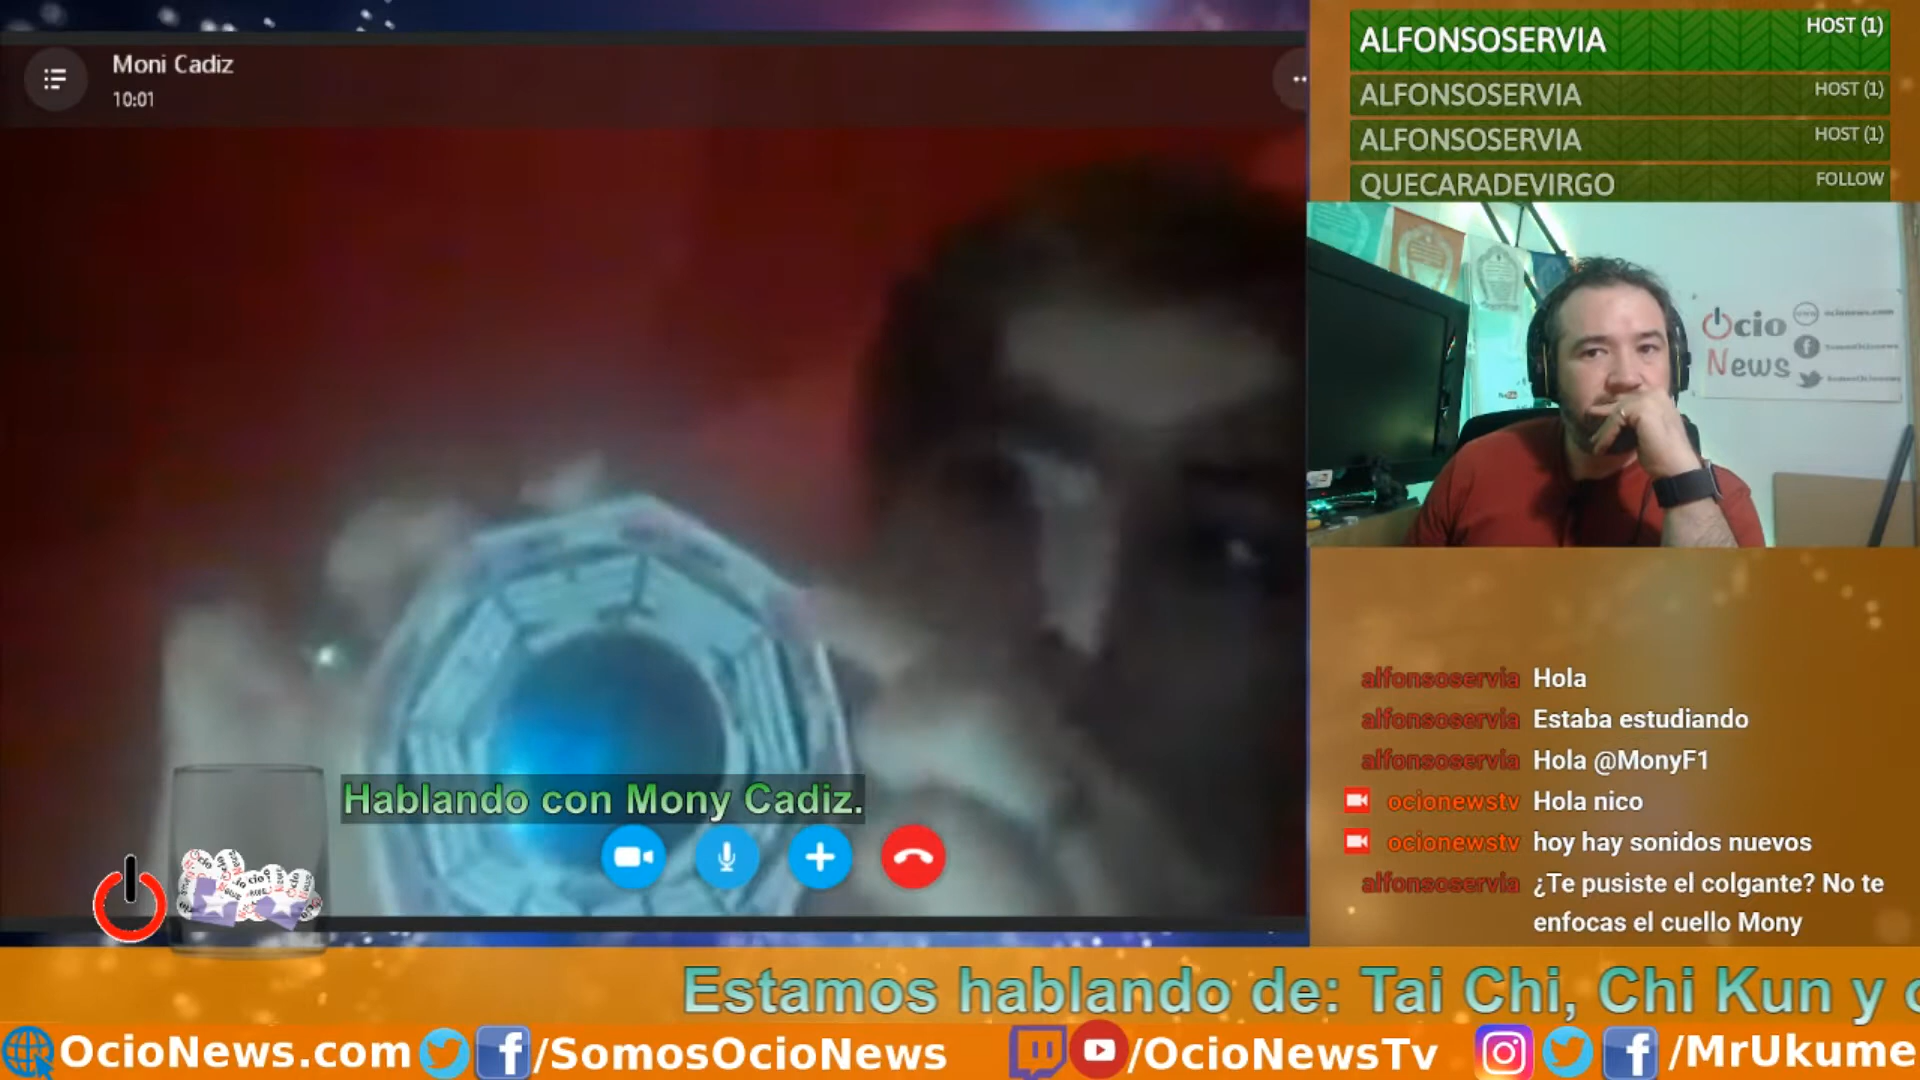 Moni Cadiz
10:01
ALFONSOSERVIA HOST (1)
ALFONSOSERVIA HOST (1)
ALFONSOSERVIA HOST (1)
QUECARADEVIRGO FOLLOW
Ocio
News
alfonsoservia Hola
alfonsoservia Estaba estudiando
alfonsoservia Hola @MonyF1
ocionewstv Hola nico
ocionewstv hoy hay sonidos nuevos
alfonsoservia ¿Te pusiste el colgante? No te
enfocas el cuello Mony
Hablando con Mony Cadiz.
Estamos hablando de: Tai Chi, Chi Kun y
OcioNews.com /SomosOcioNews /OcioNewsTv /MrUkume